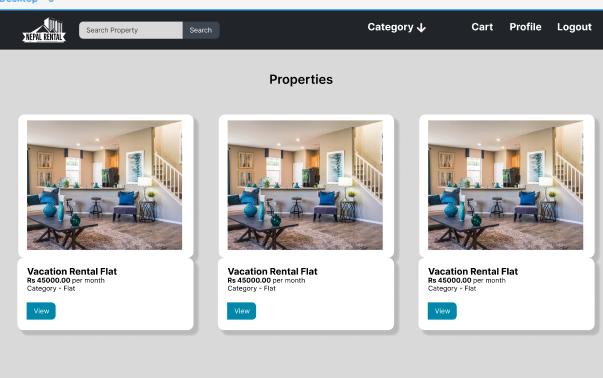 NEPAL RENTAL
Search Property
Search
Category ↓
Cart
Profile
Logout
Properties
Vacation Rental Flat
Rs 45000.00 per month
Category - Flat
View
Vacation Rental Flat
Rs 45000.00 per month
Category - Flat
View
Vacation Rental Flat
Rs 45000.00 per month
Category - Flat
View